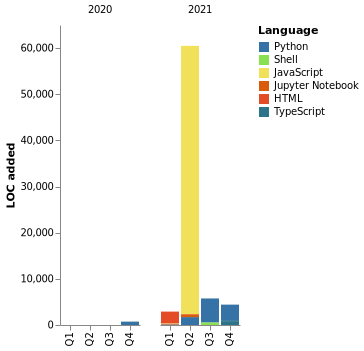 2020
2021
Language
Python
Shell
JavaScript
Jupyter Notebook
HTML
TypeScript
LOC added
60,000
50,000
40,000
30,000
20,000
10,000
0
Q1
Q2
Q3
Q4
Q1
Q2
Q3
Q4